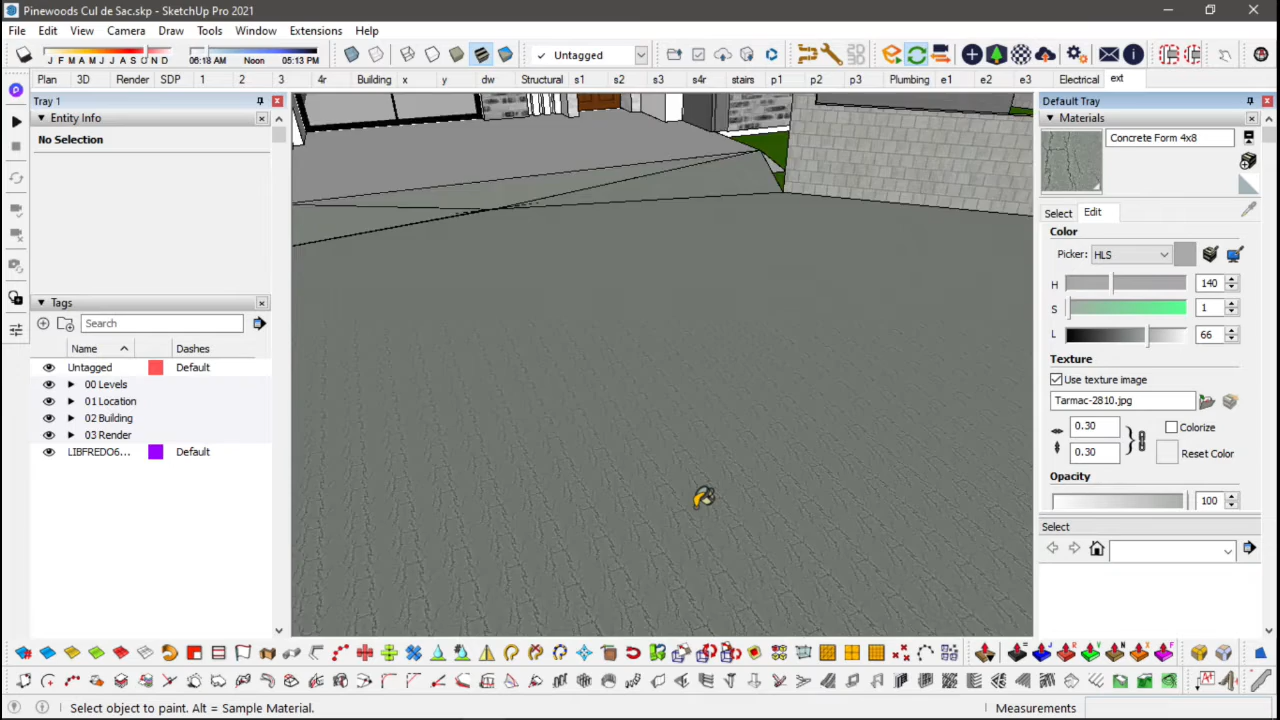 Pinewoods Cul de Sac.skp - SketchUp Pro 2021
File Edit View Camera Draw Tools Window Extensions Help
J F M A M J J A S O N D 06:18 AM Noon 05:13 PM Untagged
Plan 3D Render SDP 1 2 3 4r Building x y dw Structural s1 s2 s3 s4r stairs p1 p2 p3 Plumbing e1 e2 e3 Electrical ext
Tray 1
Entity Info
No Selection
Tags
Search
Name Dashes
Untagged Default
00 Levels
01 Location
02 Building
03 Render
LIBFREDO6... Default
Default Tray
Materials
Concrete Form 4x8
Select Edit
Color
Picker: HLS
H 140
S 1
L 66
Texture
Use texture image
Tarmac-2810.jpg
0.30 Colorize
0.30 Reset Color
Opacity
100
Select
Select object to paint. Alt = Sample Material. Measurements